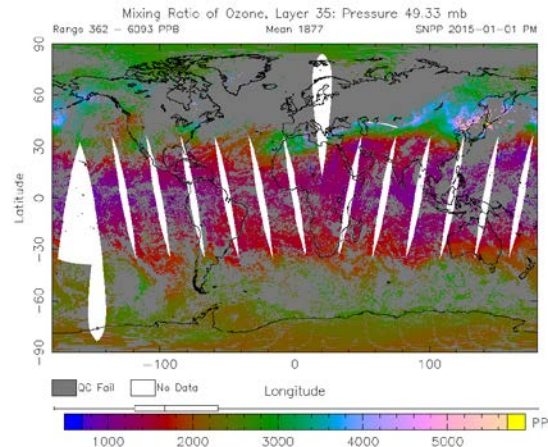 Mixing Ratio of Ozone, Layer 35: Pressure 49.33 mb
Range 362 - 6093 PPB Mean 1877 SNPP 2015-01-01 PM
90
60
30
0
-30
-60
-90
Latitude
-100 0 100
QC Fail No Data Longitude
1000 2000 3000 4000 5000 PP